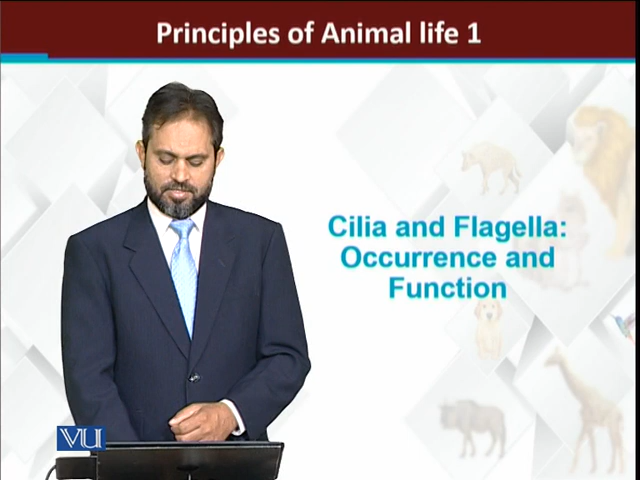 Principles of Animal life 1
Cilia and Flagella:
Occurrence and
Function
VU